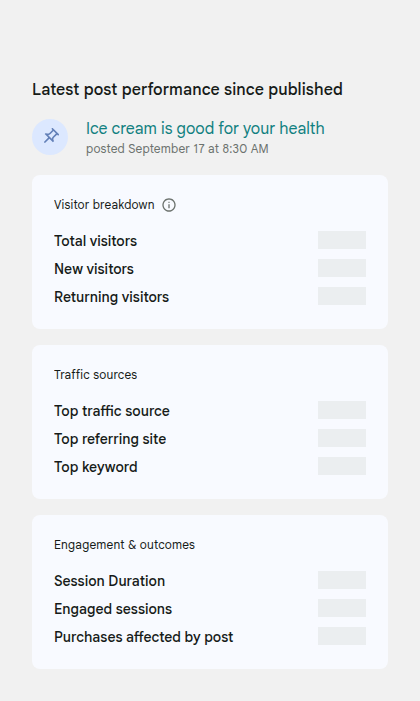 Latest post performance since published
Ice cream is good for your health
posted September 17 at 8:30 AM
Visitor breakdown
Total visitors
New visitors
Returning visitors
Traffic sources
Top traffic source
Top referring site
Top keyword
Engagement & outcomes
Session Duration
Engaged sessions
Purchases affected by post